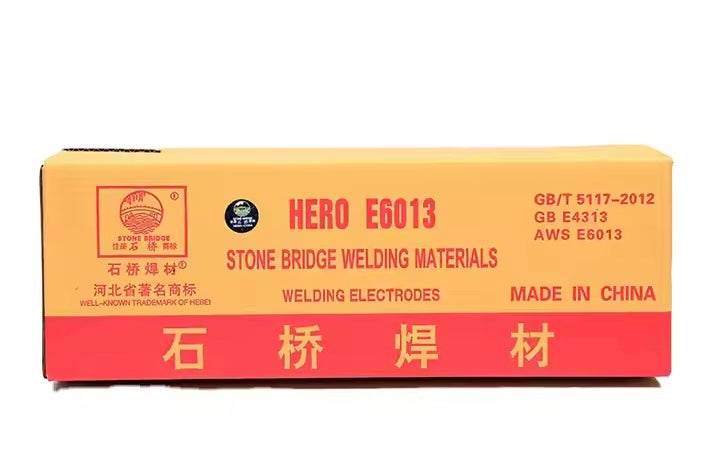 STONE BRIDGE
注册 石桥 商标
石桥焊材®
河北省著名商标
WELL-KNOWN TRADEMARK OF HEBEI
HERO E6013
STONE BRIDGE WELDING MATERIALS
WELDING ELECTRODES
GB/T 5117-2012
GB E4313
AWS E6013
MADE IN CHINA
石桥焊材